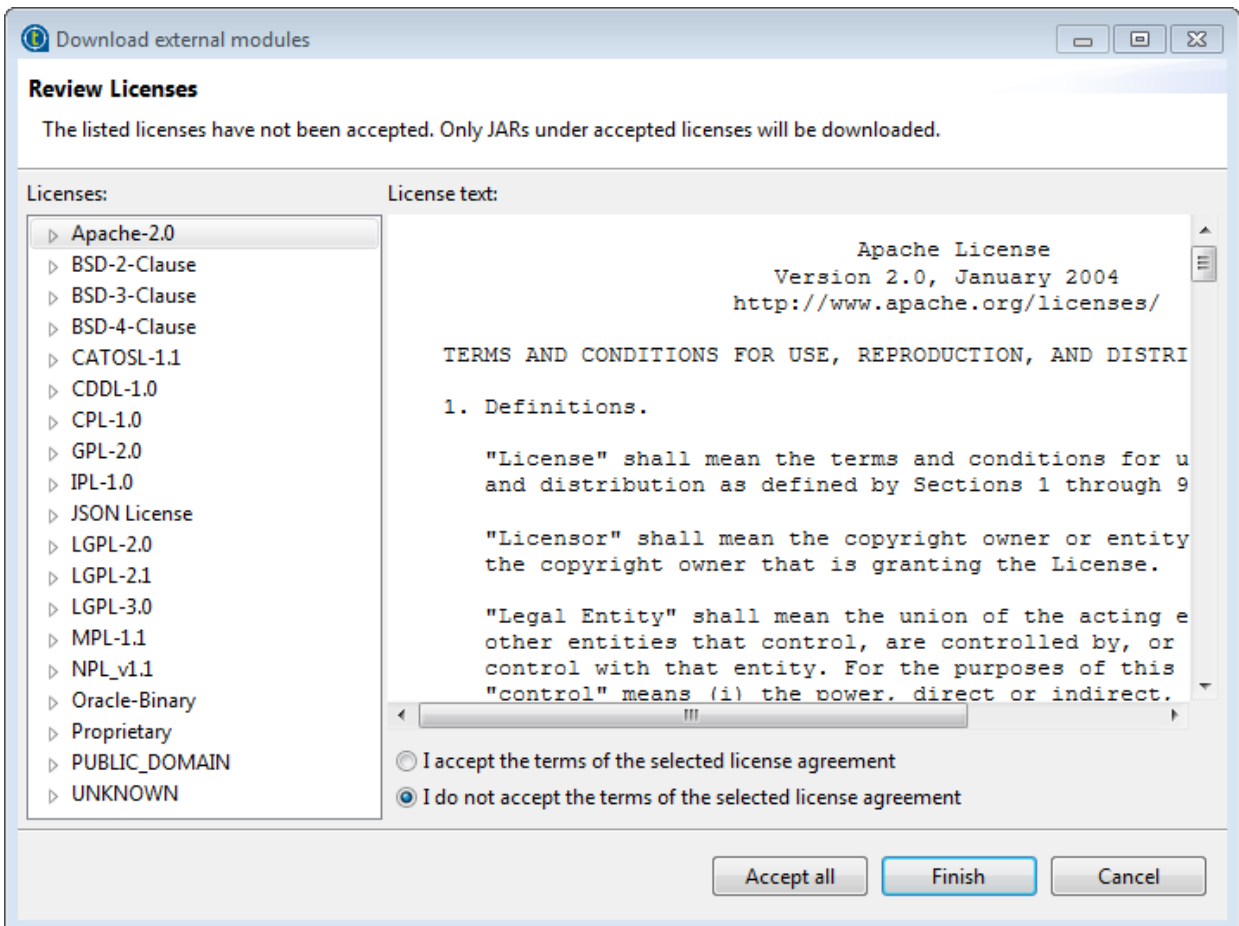 Download external modules
Review Licenses
The listed licenses have not been accepted. Only JARs under accepted licenses will be downloaded.
Licenses:
Apache-2.0
BSD-2-Clause
BSD-3-Clause
BSD-4-Clause
CATOSL-1.1
CDDL-1.0
CPL-1.0
GPL-2.0
IPL-1.0
JSON License
LGPL-2.0
LGPL-2.1
LGPL-3.0
MPL-1.1
NPL_v1.1
Oracle-Binary
Proprietary
PUBLIC_DOMAIN
UNKNOWN
License text:
Apache License
Version 2.0, January 2004
http://www.apache.org/licenses/
TERMS AND CONDITIONS FOR USE, REPRODUCTION, AND DISTRI
1. Definitions.
"License" shall mean the terms and conditions for u
and distribution as defined by Sections 1 through 9
"Licensor" shall mean the copyright owner or entity
the copyright owner that is granting the License.
"Legal Entity" shall mean the union of the acting e
other entities that control, are controlled by, or
control with that entity. For the purposes of this
"control" means (i) the power, direct or indirect,
I accept the terms of the selected license agreement
I do not accept the terms of the selected license agreement
Accept all
Finish
Cancel